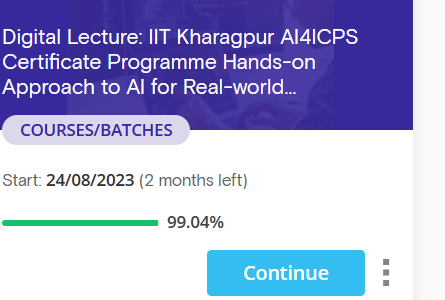 Digital Lecture: IIT Kharagpur AI4ICPS
Certificate Programme Hands-on
Approach to AI for Real-world...
COURSES/BATCHES
Start: 24/08/2023 (2 months left)
99.04%
Continue